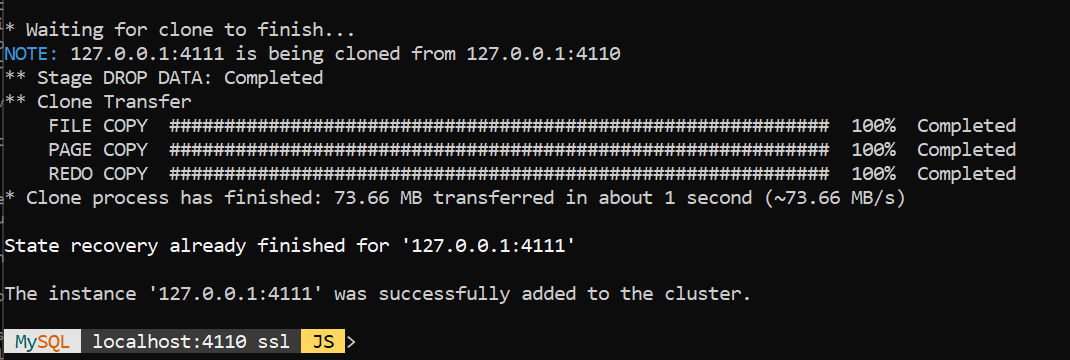 * Waiting for clone to finish...
NOTE: 127.0.0.1:4111 is being cloned from 127.0.0.1:4110
** Stage DROP DATA: Completed
** Clone Transfer
    FILE COPY  ############################################################  100%  Completed
    PAGE COPY  ############################################################  100%  Completed
    REDO COPY  ############################################################  100%  Completed
* Clone process has finished: 73.66 MB transferred in about 1 second (~73.66 MB/s)
State recovery already finished for '127.0.0.1:4111'
The instance '127.0.0.1:4111' was successfully added to the cluster.
MySQL localhost:4110 ssl JS >